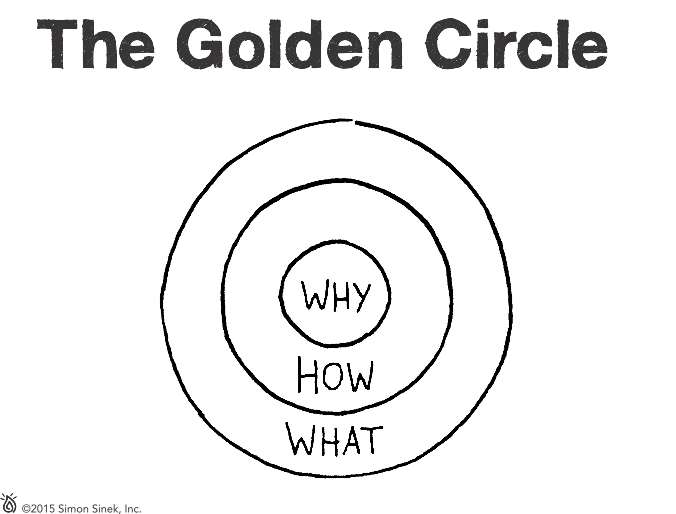 The Golden Circle
WHY
HOW
WHAT
©2015 Simon Sinek, Inc.